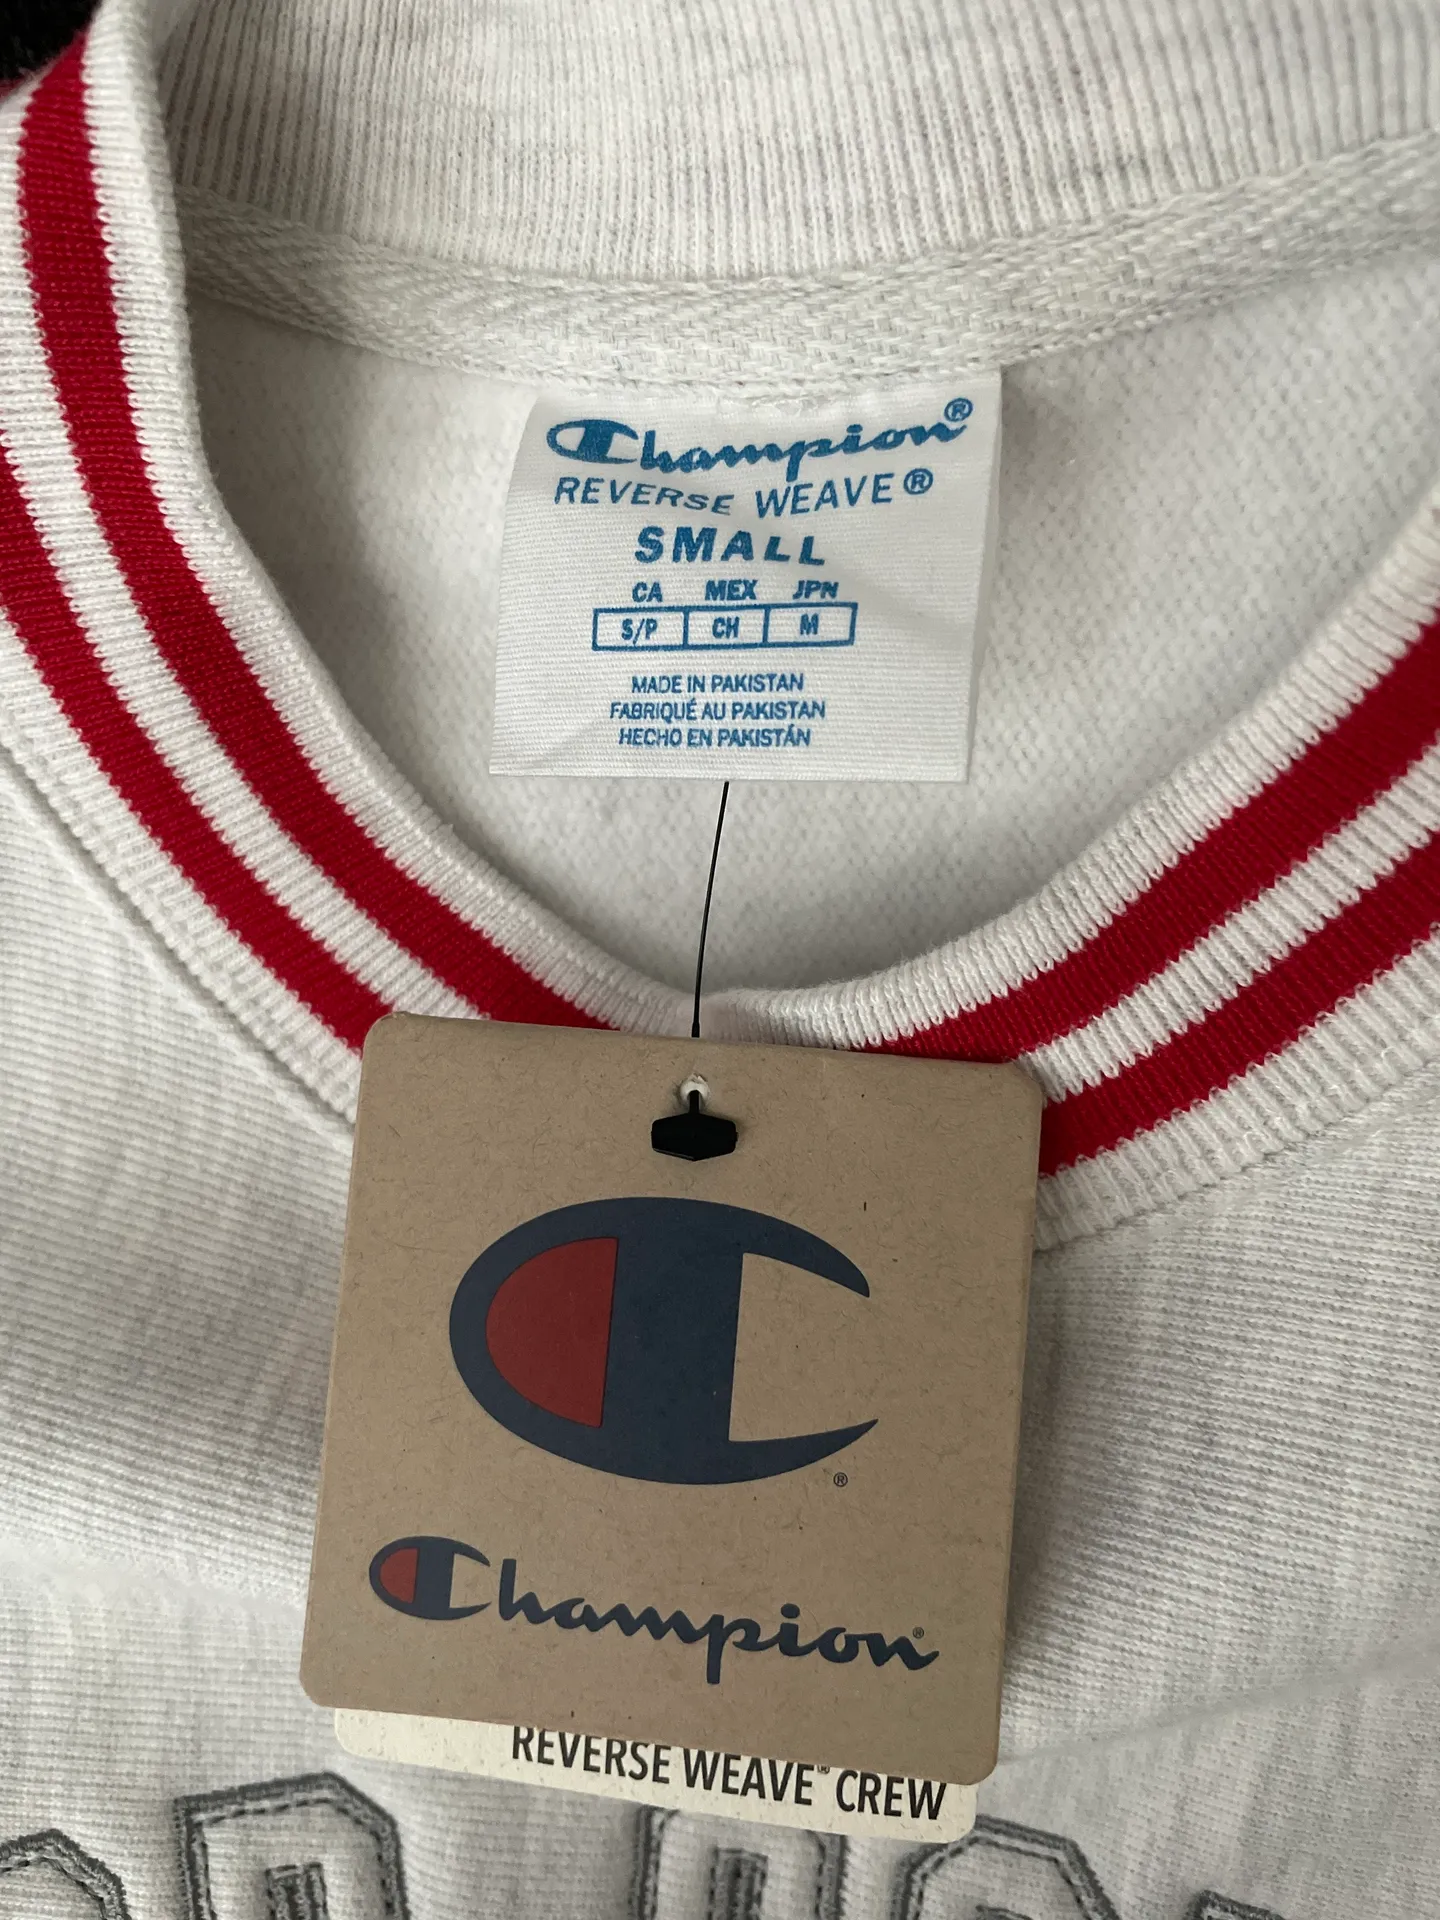 Champion®
REVERSE WEAVE®
SMALL
CA MEX JPN
S/P CH M
MADE IN PAKISTAN
FABRIQUÉ AU PAKISTAN
HECHO EN PAKISTÁN
®
Champion®
REVERSE WEAVE® CREW